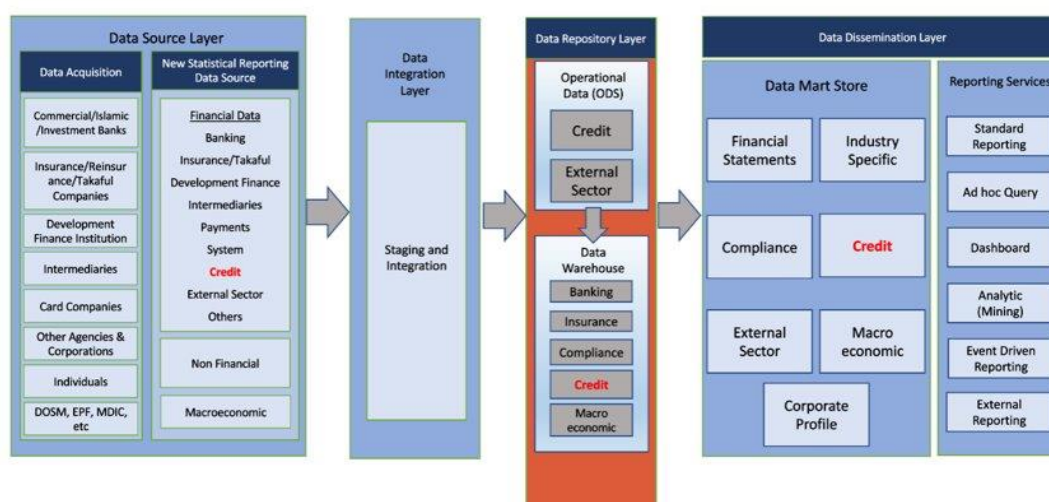 Data Source Layer
Data Acquisition
Commercial/Islamic
/Investment Banks
Insurance/Reinsur
ance/Takaful
Companies
Development
Finance Institution
Intermediaries
Card Companies
Other Agencies &
Corporations
Individuals
DOSM, EPF, MDIC,
etc
New Statistical Reporting
Data Source
Financial Data
Banking
Insurance/Takaful
Development Finance
Intermediaries
Payments
System
Credit
External Sector
Others
Non Financial
Macroeconomic
Data
Integration
Layer
Staging and
Integration
Data Repository Layer
Operational
Data (ODS)
Credit
External
Sector
Data
Warehouse
Banking
Insurance
Compliance
Credit
Macro
economic
Data Dissemination Layer
Data Mart Store
Financial
Statements
Industry
Specific
Compliance
Credit
External
Sector
Macro
economic
Corporate
Profile
Reporting Services
Standard
Reporting
Ad hoc Query
Dashboard
Analytic
(Mining)
Event Driven
Reporting
External
Reporting